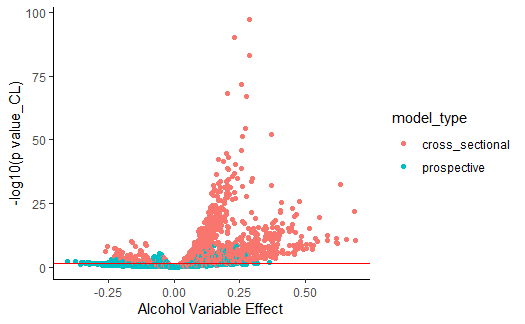 100
75
50
25
0
-log10(p value_CL)
-0.25
0.00
0.25
0.50
Alcohol Variable Effect
model_type
cross_sectional
prospective